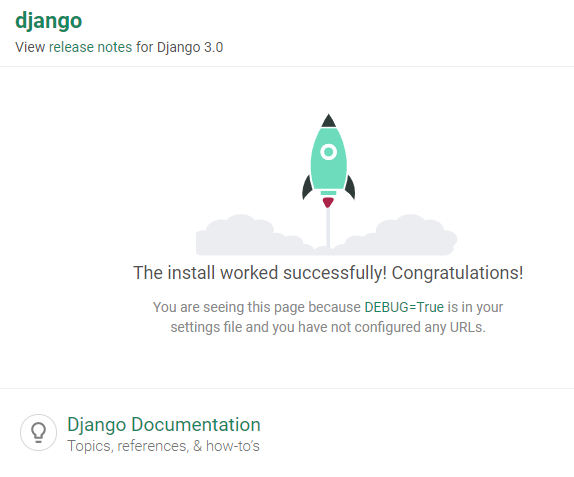 django
View release notes for Django 3.0
The install worked successfully! Congratulations!
You are seeing this page because DEBUG=True is in your
settings file and you have not configured any URLs.
Django Documentation
Topics, references, & how-to's